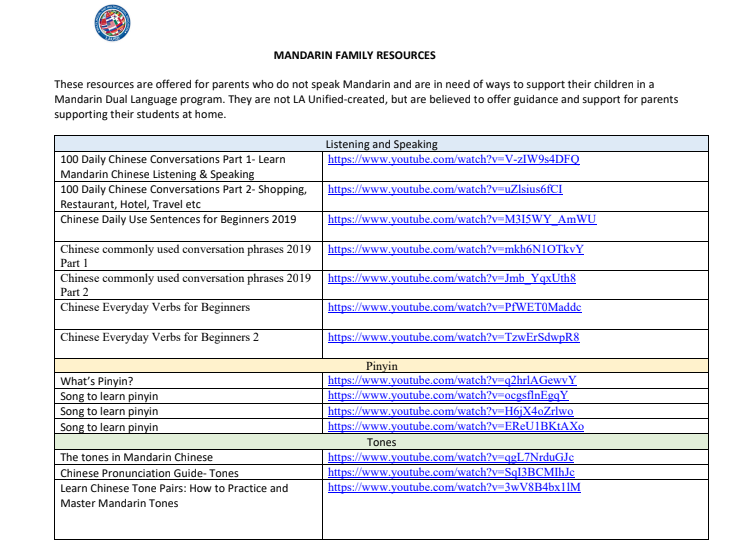 MANDARIN FAMILY RESOURCES
These resources are offered for parents who do not speak Mandarin and are in need of ways to support their children in a
Mandarin Dual Language program. They are not LA Unified-created, but are believed to offer guidance and support for parents
supporting their students at home.
Listening and Speaking
100 Daily Chinese Conversations Part 1- Learn
Mandarin Chinese Listening & Speaking
https://www.youtube.com/watch?v=V-zIW9s4DFQ
100 Daily Chinese Conversations Part 2- Shopping,
Restaurant, Hotel, Travel etc
https://www.youtube.com/watch?v=uZlsius6fCI
Chinese Daily Use Sentences for Beginners 2019
https://www.youtube.com/watch?v=M3I5WY_AmWU
Chinese commonly used conversation phrases 2019
Part 1
https://www.youtube.com/watch?v=mkh6N1OTkvY
Chinese commonly used conversation phrases 2019
Part 2
https://www.youtube.com/watch?v=Jmb_YqxUth8
Chinese Everyday Verbs for Beginners
https://www.youtube.com/watch?v=PfWET0Maddc
Chinese Everyday Verbs for Beginners 2
https://www.youtube.com/watch?v=TzwErSdwpR8
Pinyin
What's Pinyin?
https://www.youtube.com/watch?v=q2hrlAGewvY
Song to learn pinyin
https://www.youtube.com/watch?v=ocgsflnEgqY
Song to learn pinyin
https://www.youtube.com/watch?v=H6jX4oZrlwo
Song to learn pinyin
https://www.youtube.com/watch?v=EReU1BKtAXo
Tones
The tones in Mandarin Chinese
https://www.youtube.com/watch?v=qgL7NrduGJc
Chinese Pronunciation Guide- Tones
https://www.youtube.com/watch?v=SqI3BCMIhJc
Learn Chinese Tone Pairs: How to Practice and
Master Mandarin Tones
https://www.youtube.com/watch?v=3wV8B4bx1lM